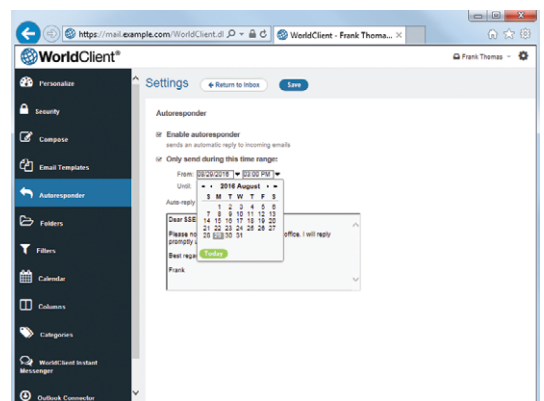 https://mail.example.com/WorldClient.dl
WorldClient - Frank Thoma... ×
WorldClient®
Frank Thomas
Personalize
Settings
Return to Inbox
Save
Security
Autoresponder
Compose
Enable autoresponder
sends an automatic reply to incoming emails
Email Templates
Only send during this time range:
From: 08/29/2016 03:00 PM
Autoresponder
Until:
2016 August
S M T W T F S
1 2 3 4 5 6
7 8 9 10 11 12 13
14 15 16 17 18 19 20
21 22 23 24 25 26 27
28 29 30 31
Today
Auto-reply
Dear $SE
Please no
office. I will reply
promptly
Best rega
Frank
Folders
Filters
Calendar
Columns
Categories
WorldClient Instant
Messenger
Outlook Connector